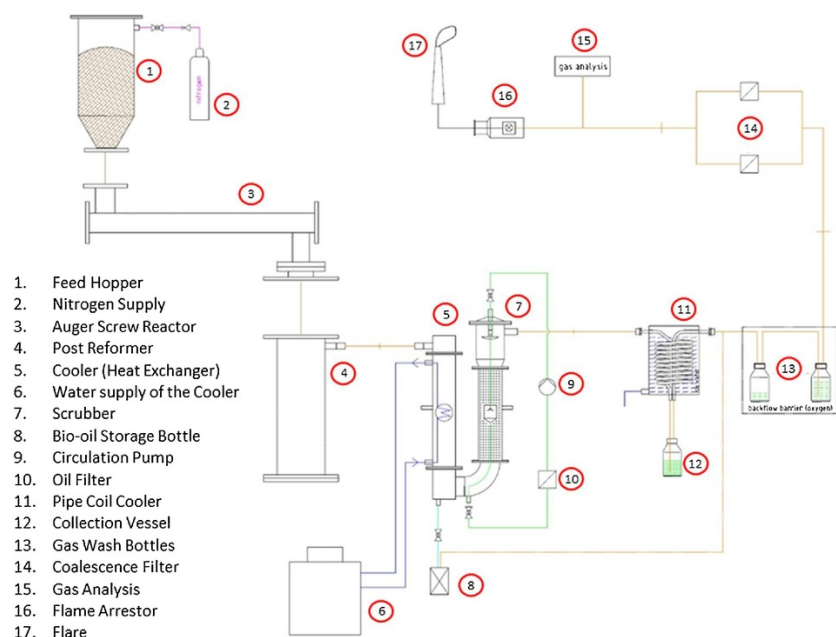 17
15
gas analysis
16
14
1
nitrogen
2
3
1. Feed Hopper
2. Nitrogen Supply
3. Auger Screw Reactor
4. Post Reformer
5. Cooler (Heat Exchanger)
6. Water supply of the Cooler
7. Scrubber
8. Bio-oil Storage Bottle
9. Circulation Pump
10. Oil Filter
11. Pipe Coil Cooler
12. Collection Vessel
13. Gas Wash Bottles
14. Coalescence Filter
15. Gas Analysis
16. Flame Arrestor
17. Flare
5
7
11
4
9
13
backflow barrier (oxygen)
12
10
8
6